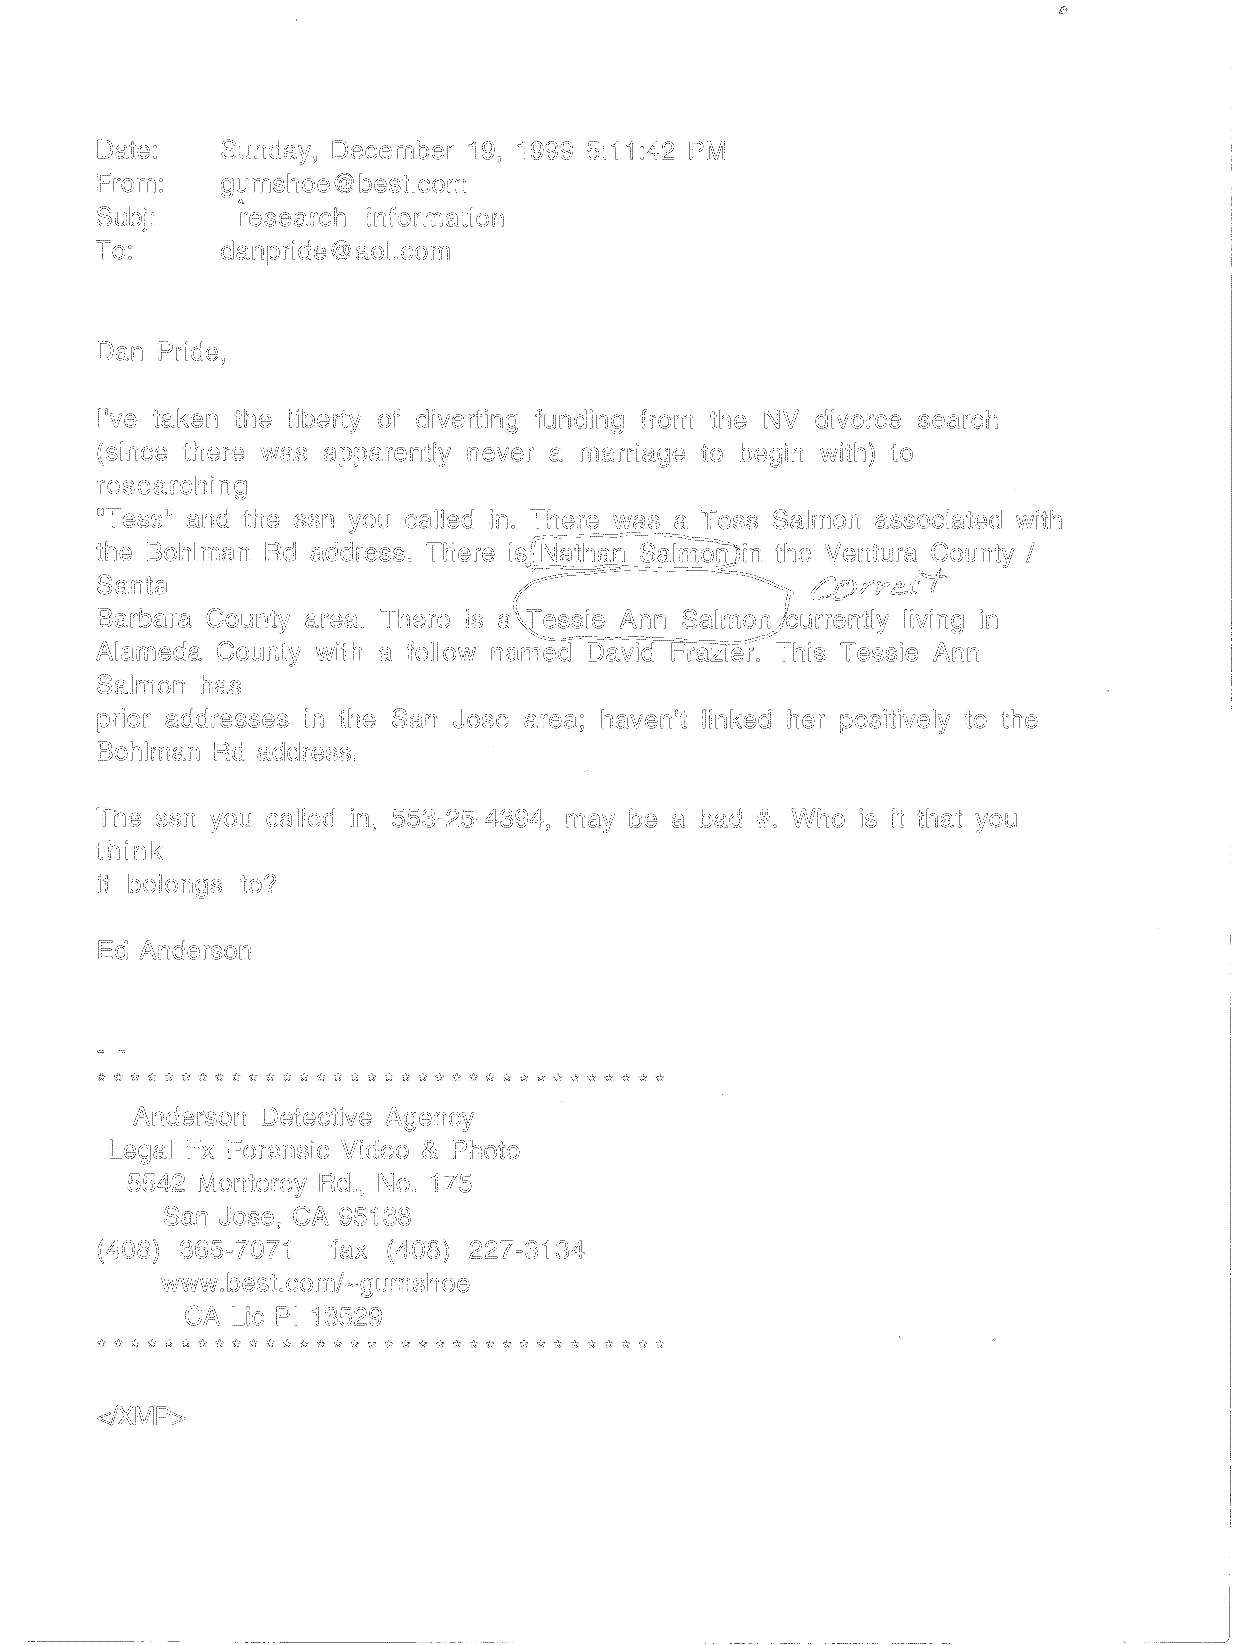 Date: Sunday, December 19, 1999 5:11:42 PM
From: gumshoe@best.com
Subj: research information
To: danpride@aol.com
Dan Pride,
I've taken the liberty of diverting funding from the NV divorce search
(since there was apparently never a marriage to begin with) to
researching
"Tess" and the ssn you called in. There was a Tess Salmon associated with
the Bohlman Rd address. There is Nathan Salmon in the Ventura County /
Santa
correct
Barbara County area. There is a Tessie Ann Salmon currently living in
Alameda County with a fellow named David Frazier. This Tessie Ann
Salmon has
prior addresses in the San Jose area; haven't linked her positively to the
Bohlman Rd address.
The ssn you called in, 553-25-4394, may be a bad #. Who is it that you
think
it belongs to?
Ed Anderson
--
**********************************
Anderson Detective Agency
Legal Fx Forensic Video & Photo
5542 Monterey Rd., No. 175
San Jose, CA 95138
(408) 365-7071 fax (408) 227-3134
www.best.com/~gumshoe
CA Lic PI 13529
**********************************
</XMP>